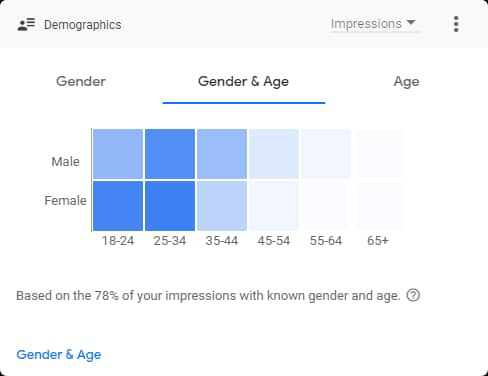 Demographics
Impressions
Gender
Gender & Age
Age
Male
Female
18-24 25-34 35-44 45-54 55-64 65+
Based on the 78% of your impressions with known gender and age.
Gender & Age